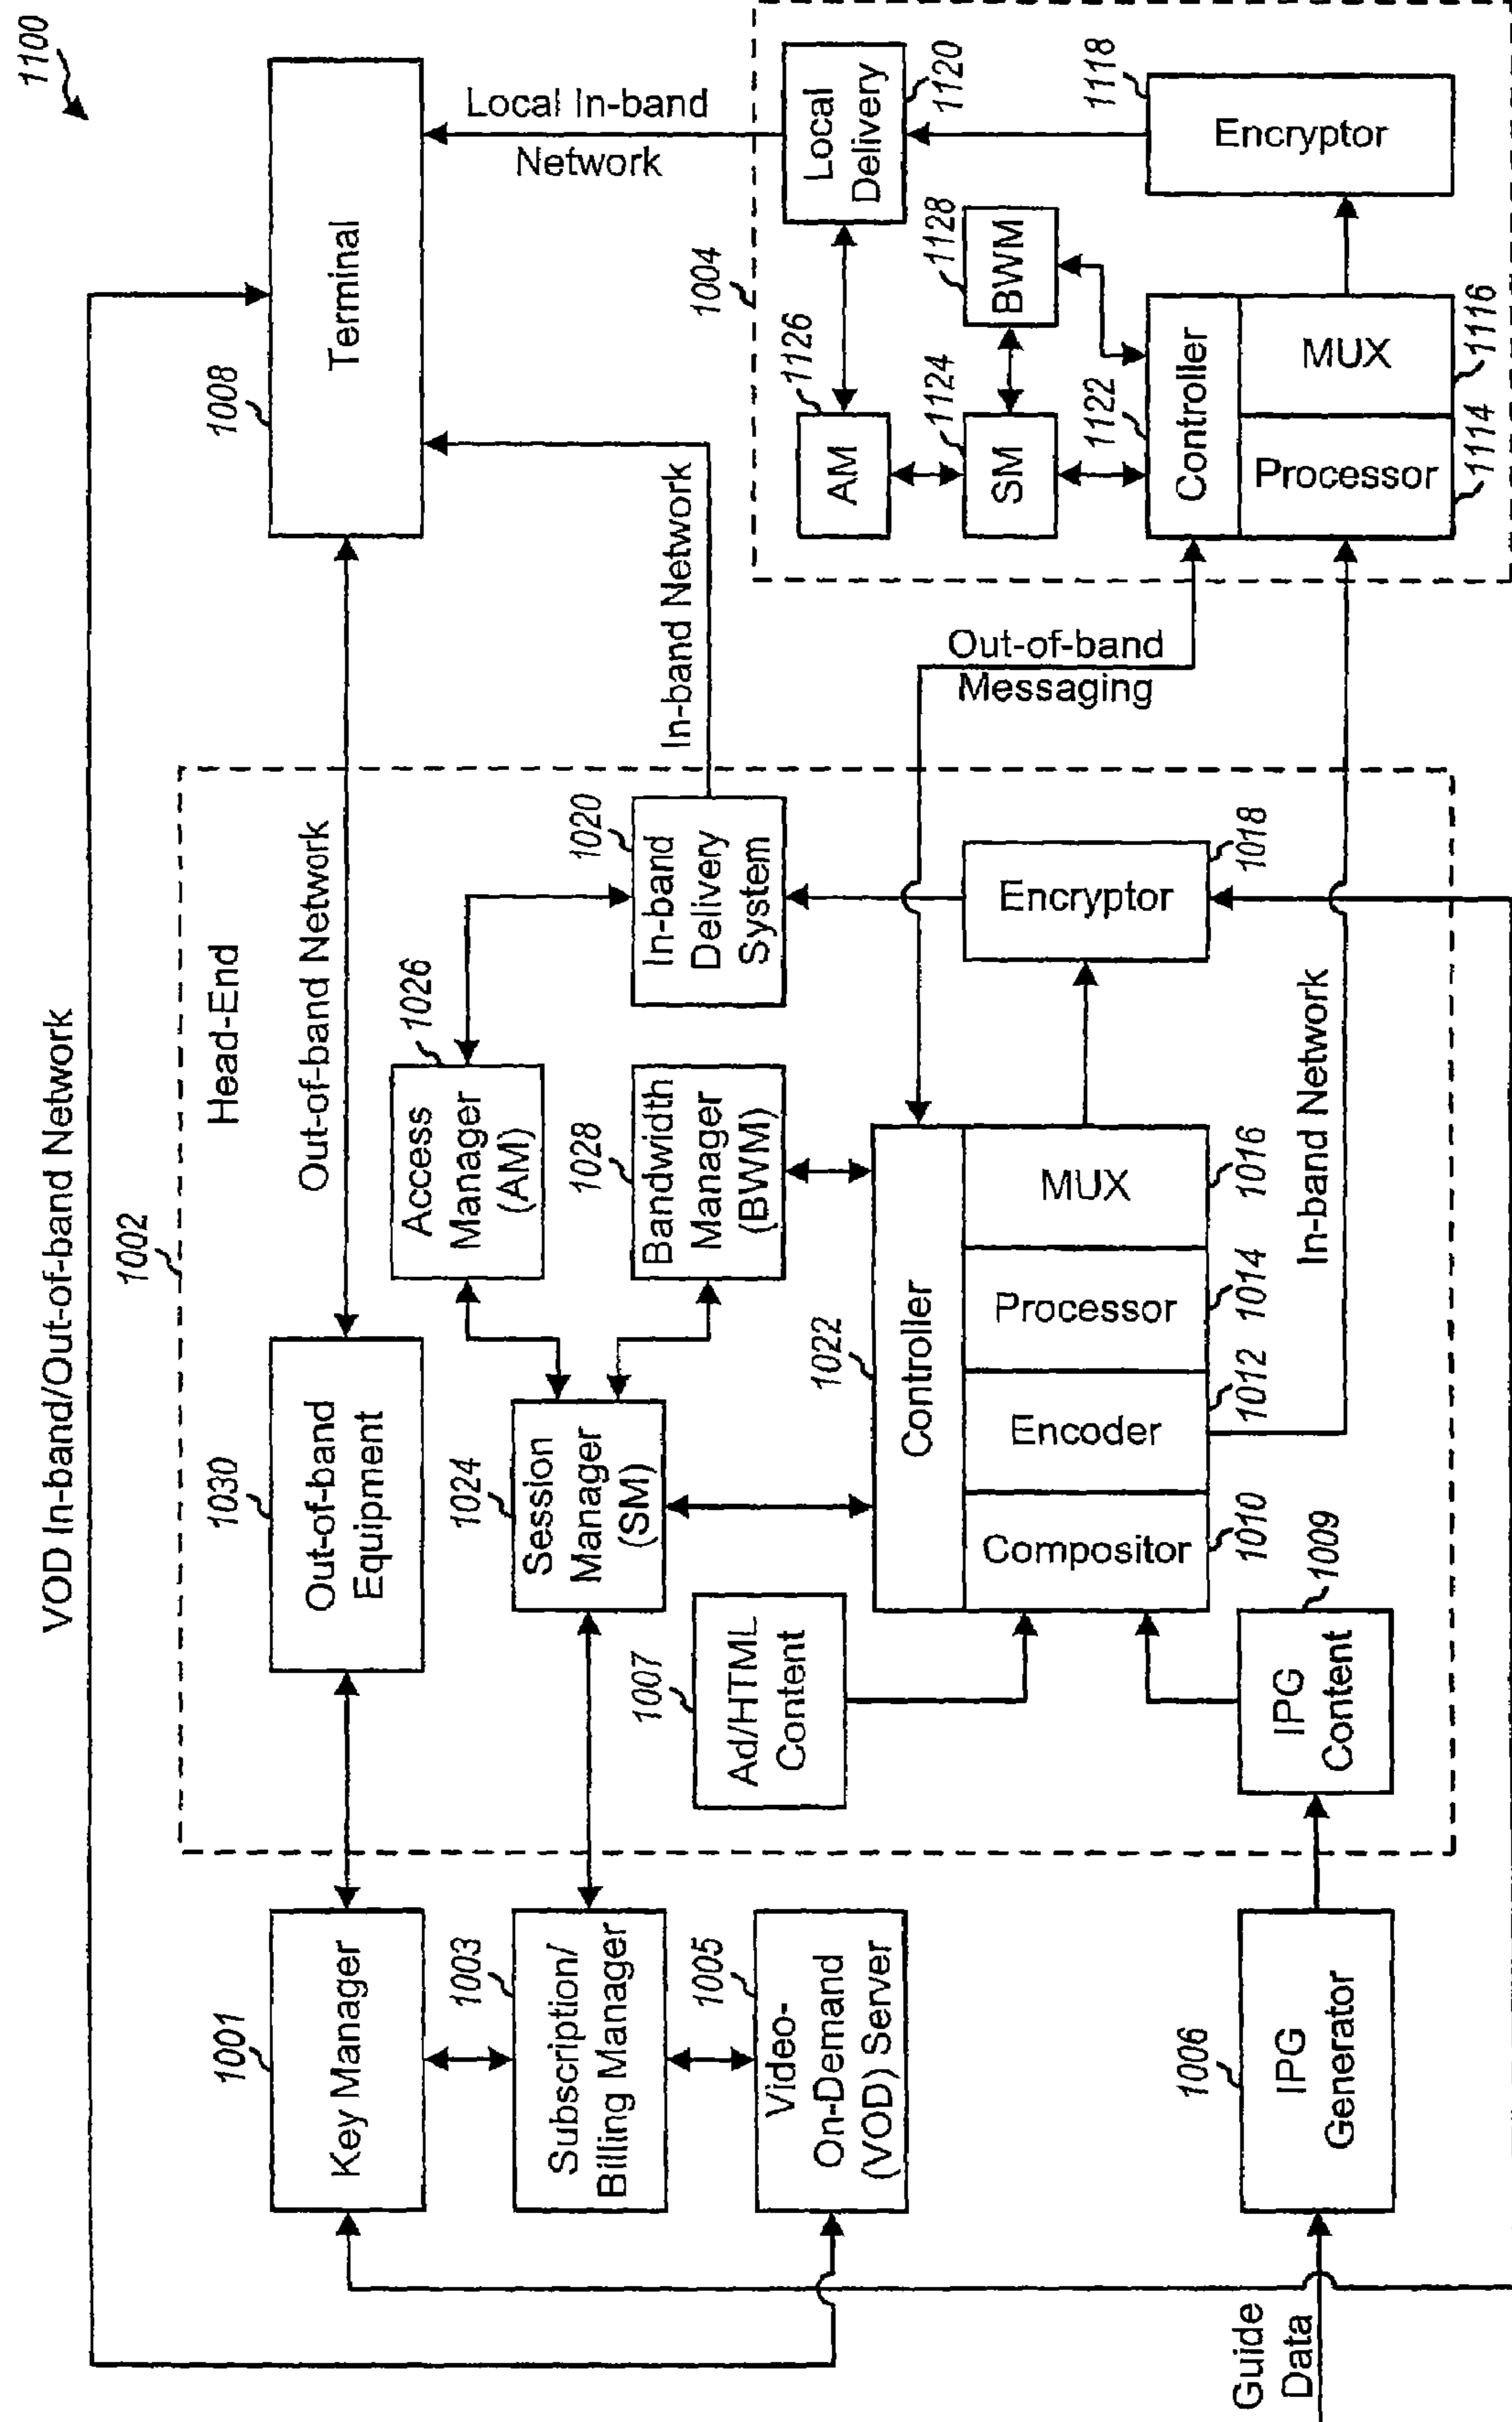 1100
VOD In-band/Out-of-band Network
1002
Head-End
1001
Key Manager
1003
Subscription/
Billing Manager
1005
Video-
On-Demand
(VOD) Server
1006
IPG
Generator
Guide
Data
1030
Out-of-band
Equipment
Out-of-band Network
1008
Terminal
1024
Session
Manager
(SM)
1026
Access
Manager
(AM)
1028
Bandwidth
Manager
(BWM)
1020
In-band
Delivery
System
In-band Network
1007
Ad/HTML
Content
1009
IPG
Content
1022
Controller
Compositor
1010
Encoder
1012
Processor
1014
MUX
1016
Encryptor
1018
In-band Network
Out-of-band
Messaging
Local In-band
Network
1004
1126
AM
1124
SM
1128
BWM
1120
Local
Delivery
1122
Controller
Processor
1114
MUX
1116
1118
Encryptor